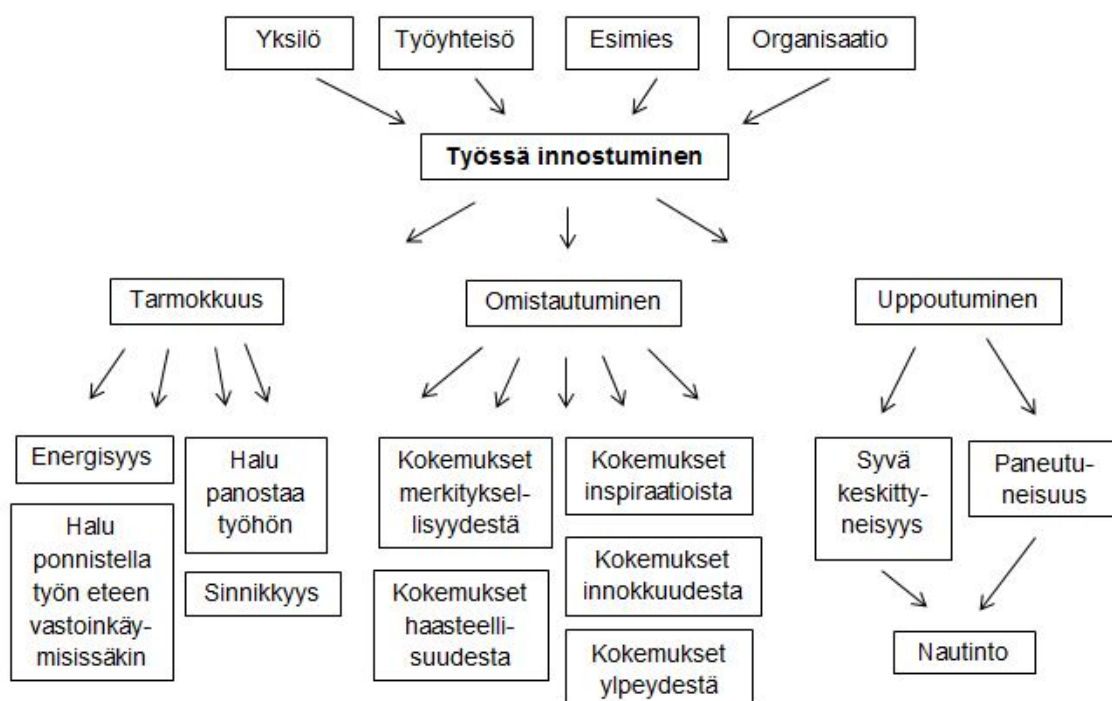 Yksilö
Työyhteisö
Esimies
Organisaatio
Työssä innostuminen
Tarmokkuus
Omistautuminen
Uppoutuminen
Energisyys
Halu
panostaa
työhön
Halu
ponnistella
työn eteen
vastoinkäy-
misissäkin
Sinnikkyys
Kokemukset
merkityksel-
lisyydestä
Kokemukset
inspiraatioista
Kokemukset
haasteelli-
suudesta
Kokemukset
innokkuudesta
Kokemukset
ylpeydestä
Syvä
keskitty-
neisyys
Paneutu-
neisuus
Nautinto